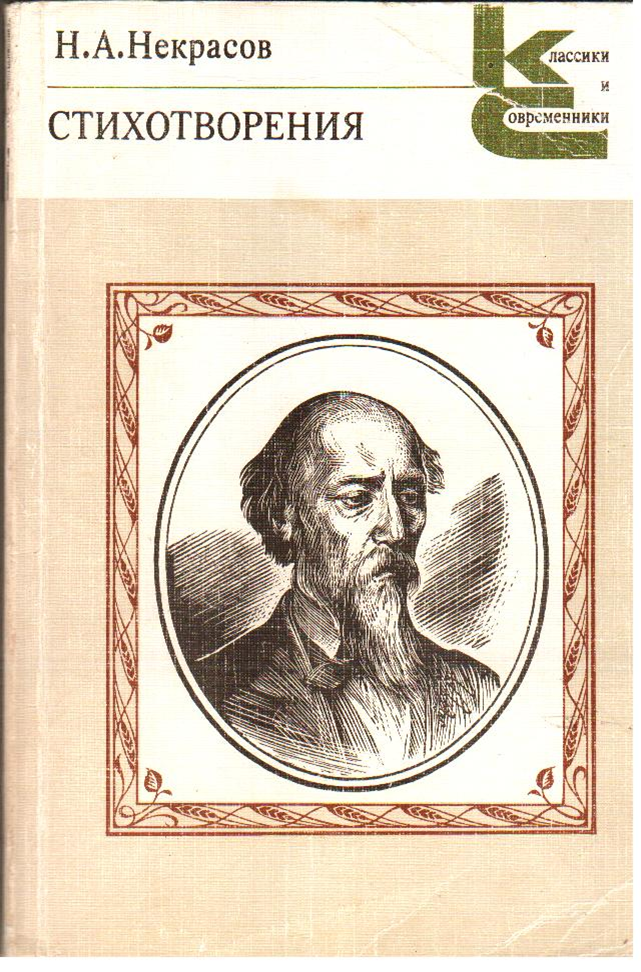 Н.А.Некрасов
СТИХОТВОРЕНИЯ
Классики
и
Современники